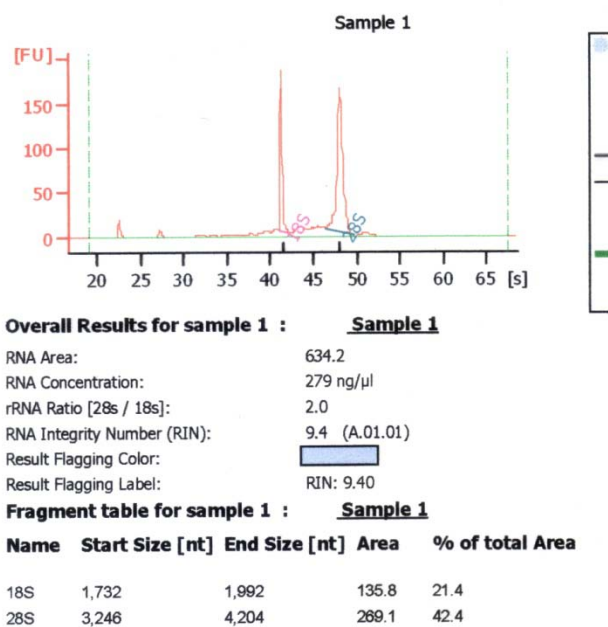 Sample 1
[FU]
150
100
50
0
18S
28S
20 25 30 35 40 45 50 55 60 65 [s]
Overall Results for sample 1 : Sample 1
RNA Area: 634.2
RNA Concentration: 279 ng/µl
rRNA Ratio [28s / 18s]: 2.0
RNA Integrity Number (RIN): 9.4 (A.01.01)
Result Flagging Color:
Result Flagging Label: RIN: 9.40
Fragment table for sample 1 : Sample 1
Name Start Size [nt] End Size [nt] Area % of total Area
18S 1,732 1,992 135.8 21.4
28S 3,246 4,204 269.1 42.4